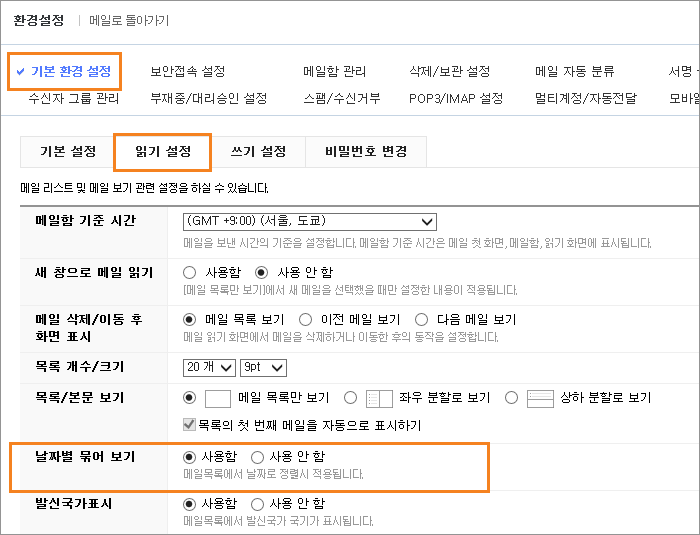 환경설정 | 메일로 돌아가기
기본 환경 설정 보안접속 설정 메일함 관리 삭제/보관 설정 메일 자동 분류 서명
수신자 그룹 관리 부재중/대리승인 설정 스팸/수신거부 POP3/IMAP 설정 멀티계정/자동전달 모바일
기본 설정 읽기 설정 쓰기 설정 비밀번호 변경
메일 리스트 및 메일 보기 관련 설정을 하실 수 있습니다.
메일함 기준 시간 (GMT +9:00) (서울, 도쿄)
메일을 보낸 시간의 기준을 설정합니다. 메일함 기준 시간은 메일 첫 화면, 메일함, 읽기 화면에 표시됩니다.
새 창으로 메일 읽기 사용함 사용 안 함
[메일 목록만 보기]에서 새 메일을 선택했을 때만 설정한 내용이 적용됩니다.
메일 삭제/이동 후 메일 목록 보기 이전 메일 보기 다음 메일 보기
화면 표시 메일 읽기 화면에서 메일을 삭제하거나 이동한 후의 동작을 설정합니다.
목록 개수/크기 20 개 9pt
목록/본문 보기 메일 목록만 보기 좌우 분할로 보기 상하 분할로 보기
목록의 첫 번째 메일을 자동으로 표시하기
날짜별 묶어 보기 사용함 사용 안 함
메일목록에서 날짜로 정렬시 적용됩니다.
발신국가표시 사용함 사용 안 함
메일목록에서 발신국가 국기가 표시됩니다.